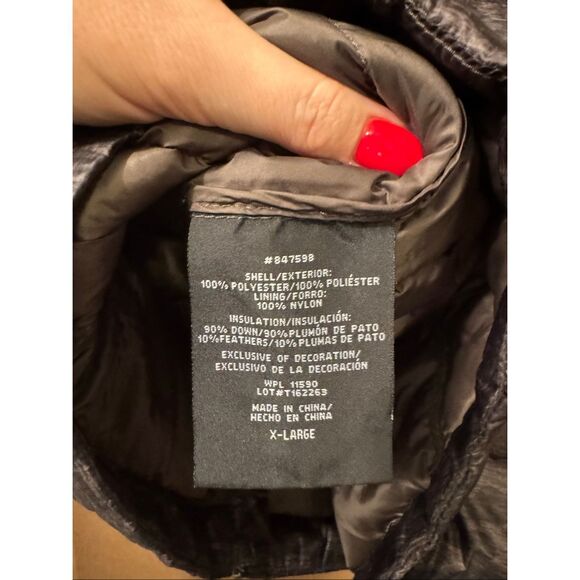 #847598
SHELL/EXTERIOR:
100% POLYESTER/100% POLIÉSTER
LINING/FORRO:
100% NYLON
INSULATION/INSULACIÓN:
90% DOWN/90% PLUMÓN DE PATO
10%FEATHERS/10% PLUMAS DE PATO
EXCLUSIVE OF DECORATION/
EXCLUSIVO DE LA DECORACIÓN
WPL 11590
LOT#T162263
MADE IN CHINA/
HECHO EN CHINA
X-LARGE